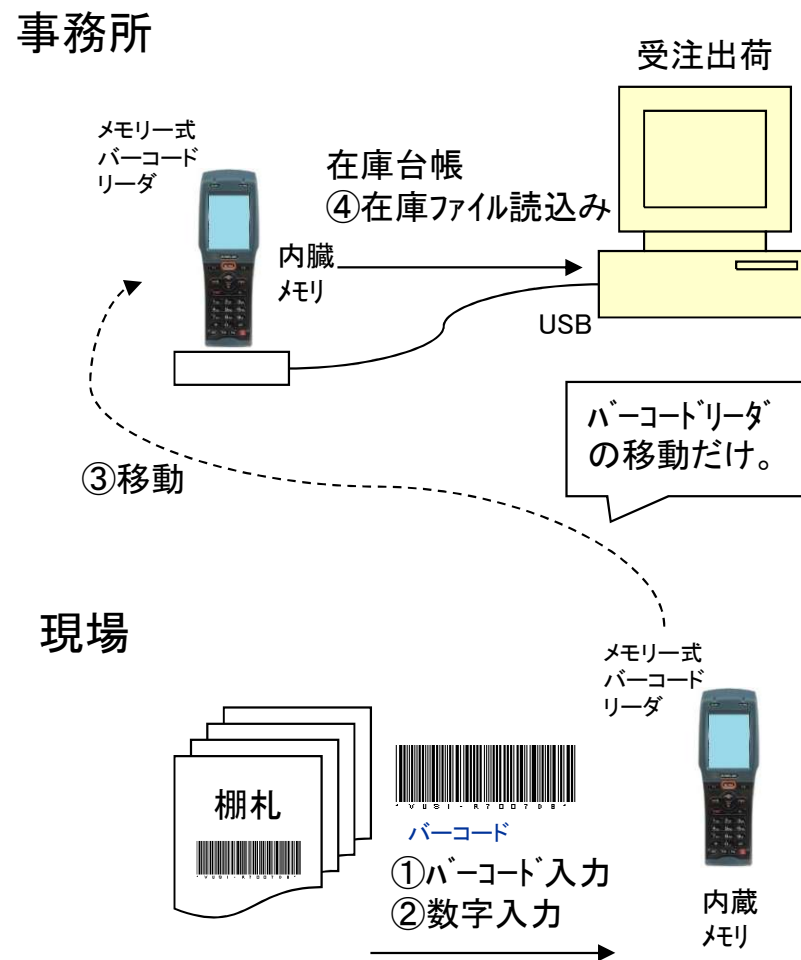 事務所
受注出荷
メモリー式
バーコード
リーダ
在庫台帳
④在庫ファイル読込み
内臓
メモリ
USB
バーコードリーダ
の移動だけ。
③移動
現場
メモリー式
バーコード
リーダ
棚札
バーコード
①バーコード入力
②数字入力
内蔵
メモリ